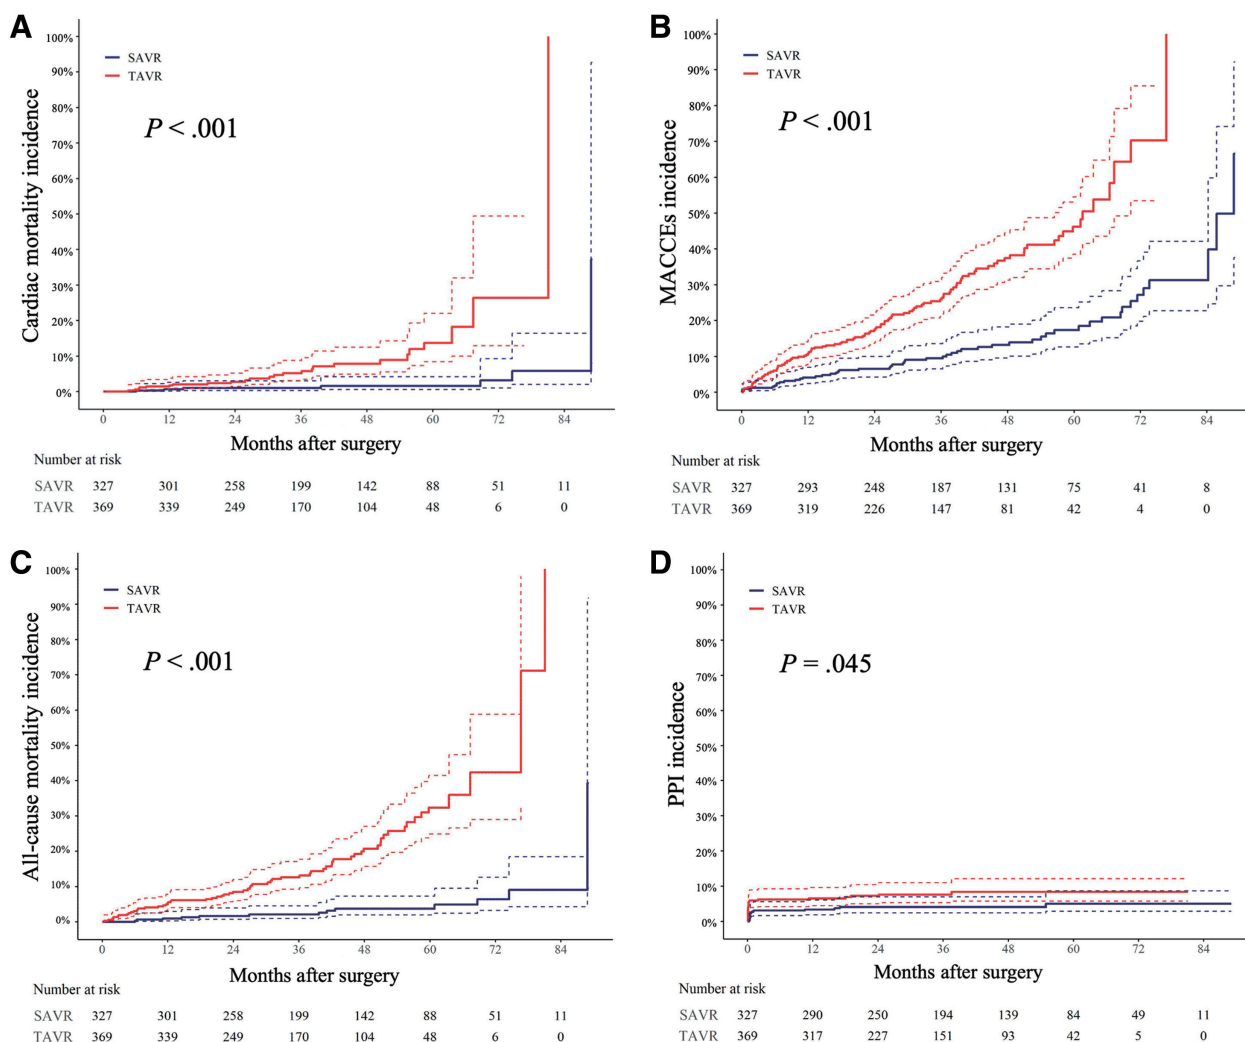 A
Cardiac mortality incidence
100%
90%
80%
70%
60%
50%
40%
30%
20%
10%
0%
SAVR
TAVR
P < .001
0 12 24 36 48 60 72 84
Months after surgery
Number at risk
SAVR 327 301 258 199 142 88 51 11
TAVR 369 339 249 170 104 48 6 0
B
MACCEs incidence
100%
90%
80%
70%
60%
50%
40%
30%
20%
10%
0%
SAVR
TAVR
P < .001
0 12 24 36 48 60 72 84
Months after surgery
Number at risk
SAVR 327 293 248 187 131 75 41 8
TAVR 369 319 226 147 81 42 4 0
C
All-cause mortality incidence
100%
90%
80%
70%
60%
50%
40%
30%
20%
10%
0%
SAVR
TAVR
P < .001
0 12 24 36 48 60 72 84
Months after surgery
Number at risk
SAVR 327 301 258 199 142 88 51 11
TAVR 369 339 249 170 104 48 6 0
D
PPI incidence
100%
90%
80%
70%
60%
50%
40%
30%
20%
10%
0%
SAVR
TAVR
P = .045
0 12 24 36 48 60 72 84
Months after surgery
Number at risk
SAVR 327 290 250 194 139 84 49 11
TAVR 369 317 227 151 93 42 5 0